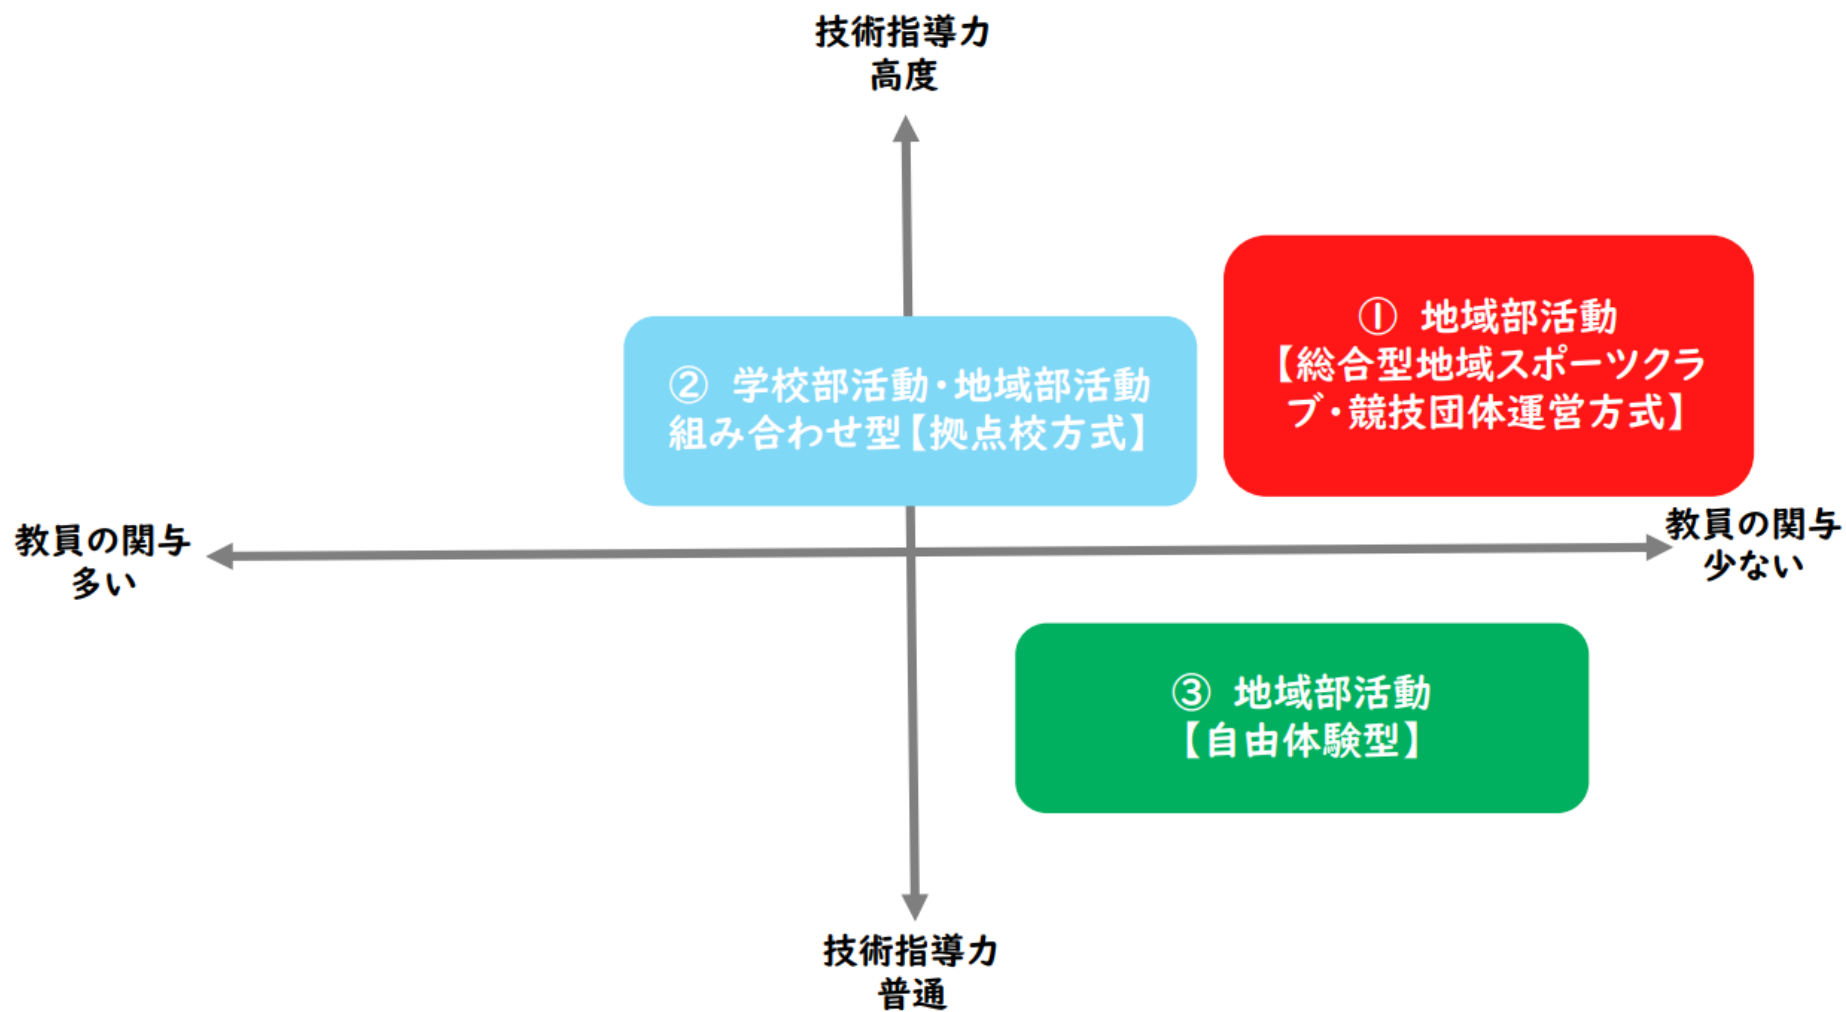 技術指導力
高度
① 地域部活動
【総合型地域スポーツクラ
ブ・競技団体運営方式】
② 学校部活動・地域部活動
組み合わせ型【拠点校方式】
教員の関与
多い
教員の関与
少ない
③ 地域部活動
【自由体験型】
技術指導力
普通